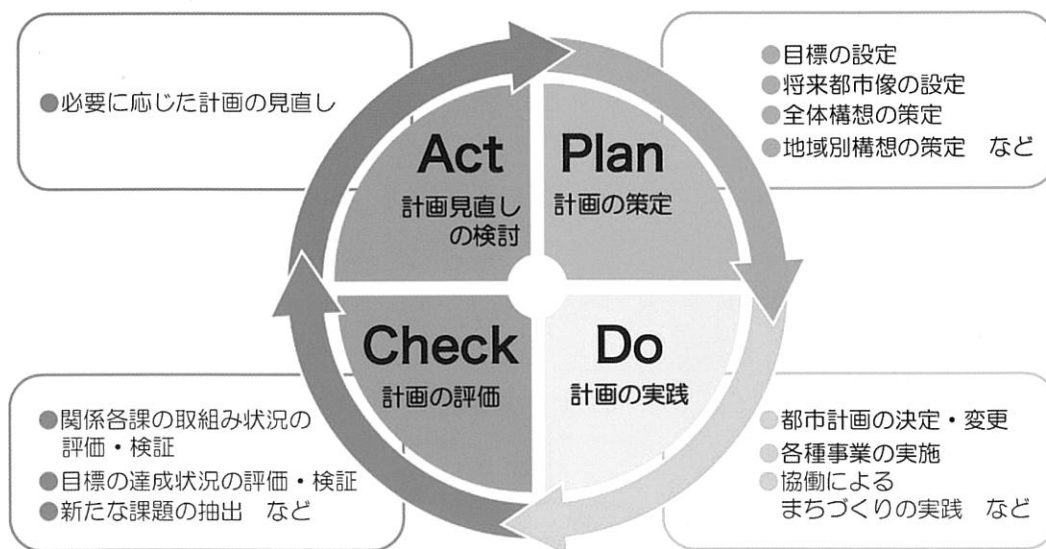 ●必要に応じた計画の見直し
●目標の設定
●将来都市像の設定
●全体構想の策定
●地域別構想の策定　など
Act
計画見直し
の検討
Plan
計画の策定
Check
計画の評価
Do
計画の実践
●関係各課の取組み状況の
評価・検証
●目標の達成状況の評価・検証
●新たな課題の抽出　など
●都市計画の決定・変更
●各種事業の実施
●協働による
まちづくりの実践　など